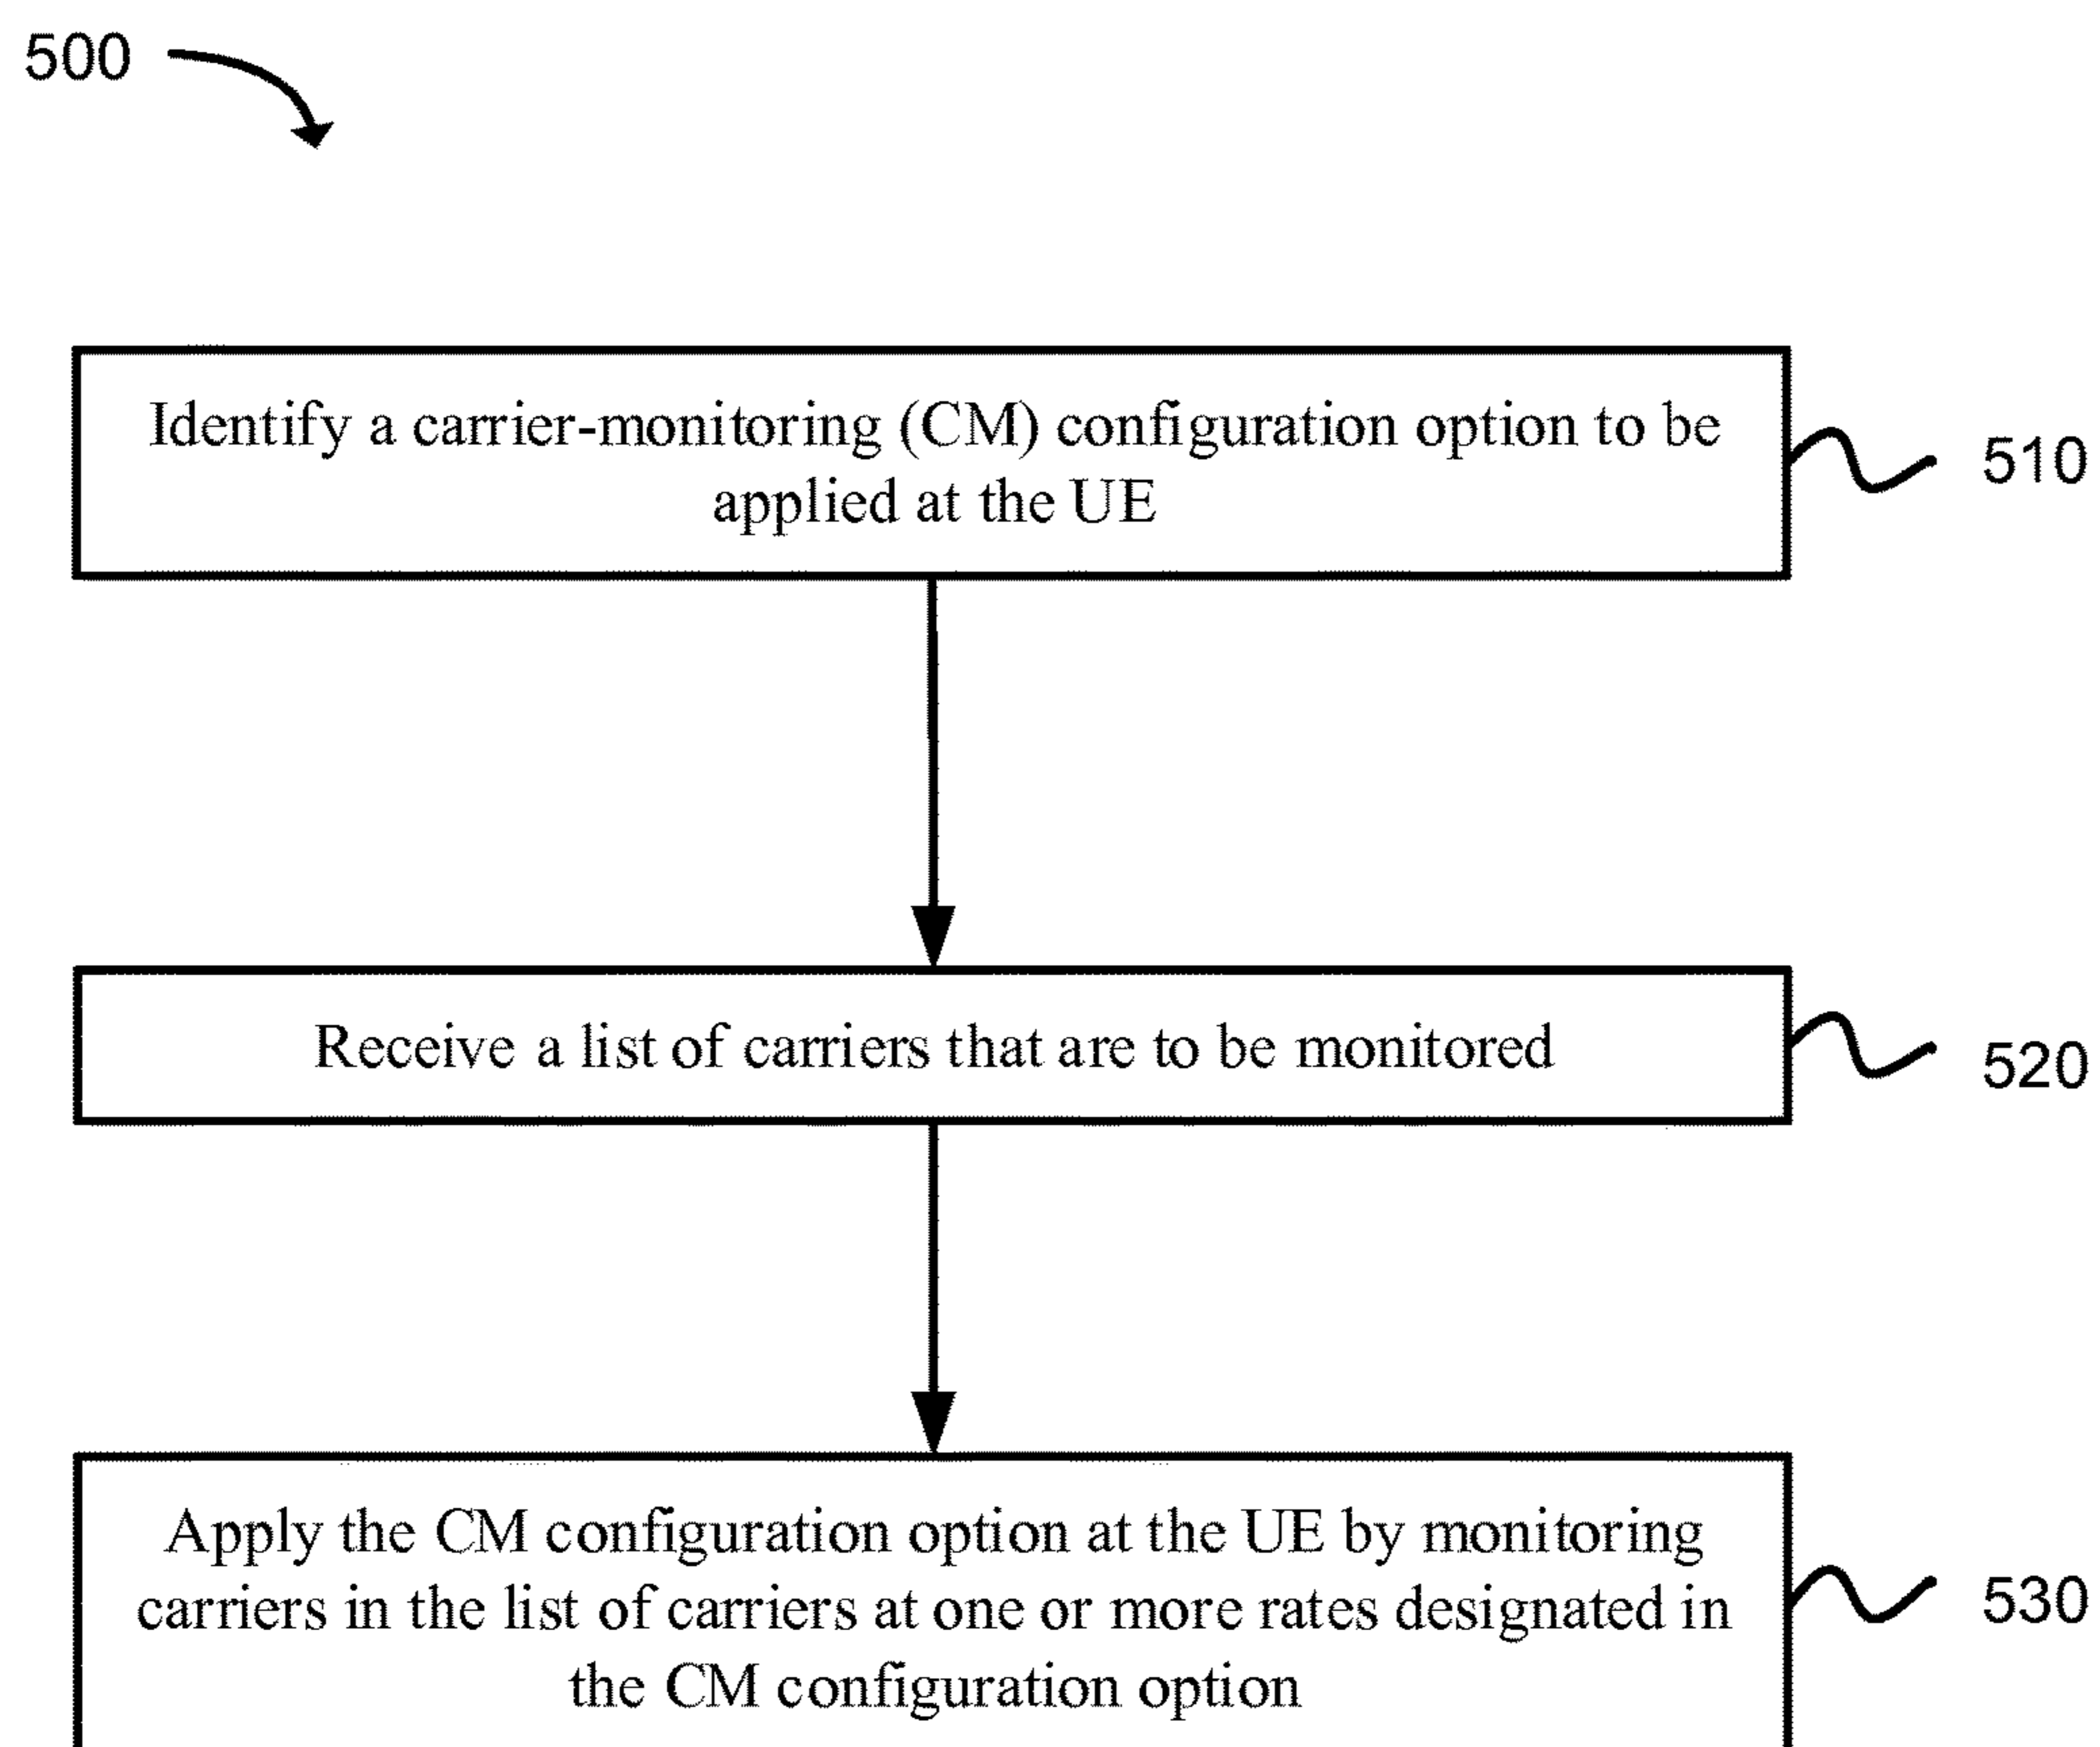 500
Identify a carrier-monitoring (CM) configuration option to be
applied at the UE
510
Receive a list of carriers that are to be monitored
520
Apply the CM configuration option at the UE by monitoring
carriers in the list of carriers at one or more rates designated in
the CM configuration option
530